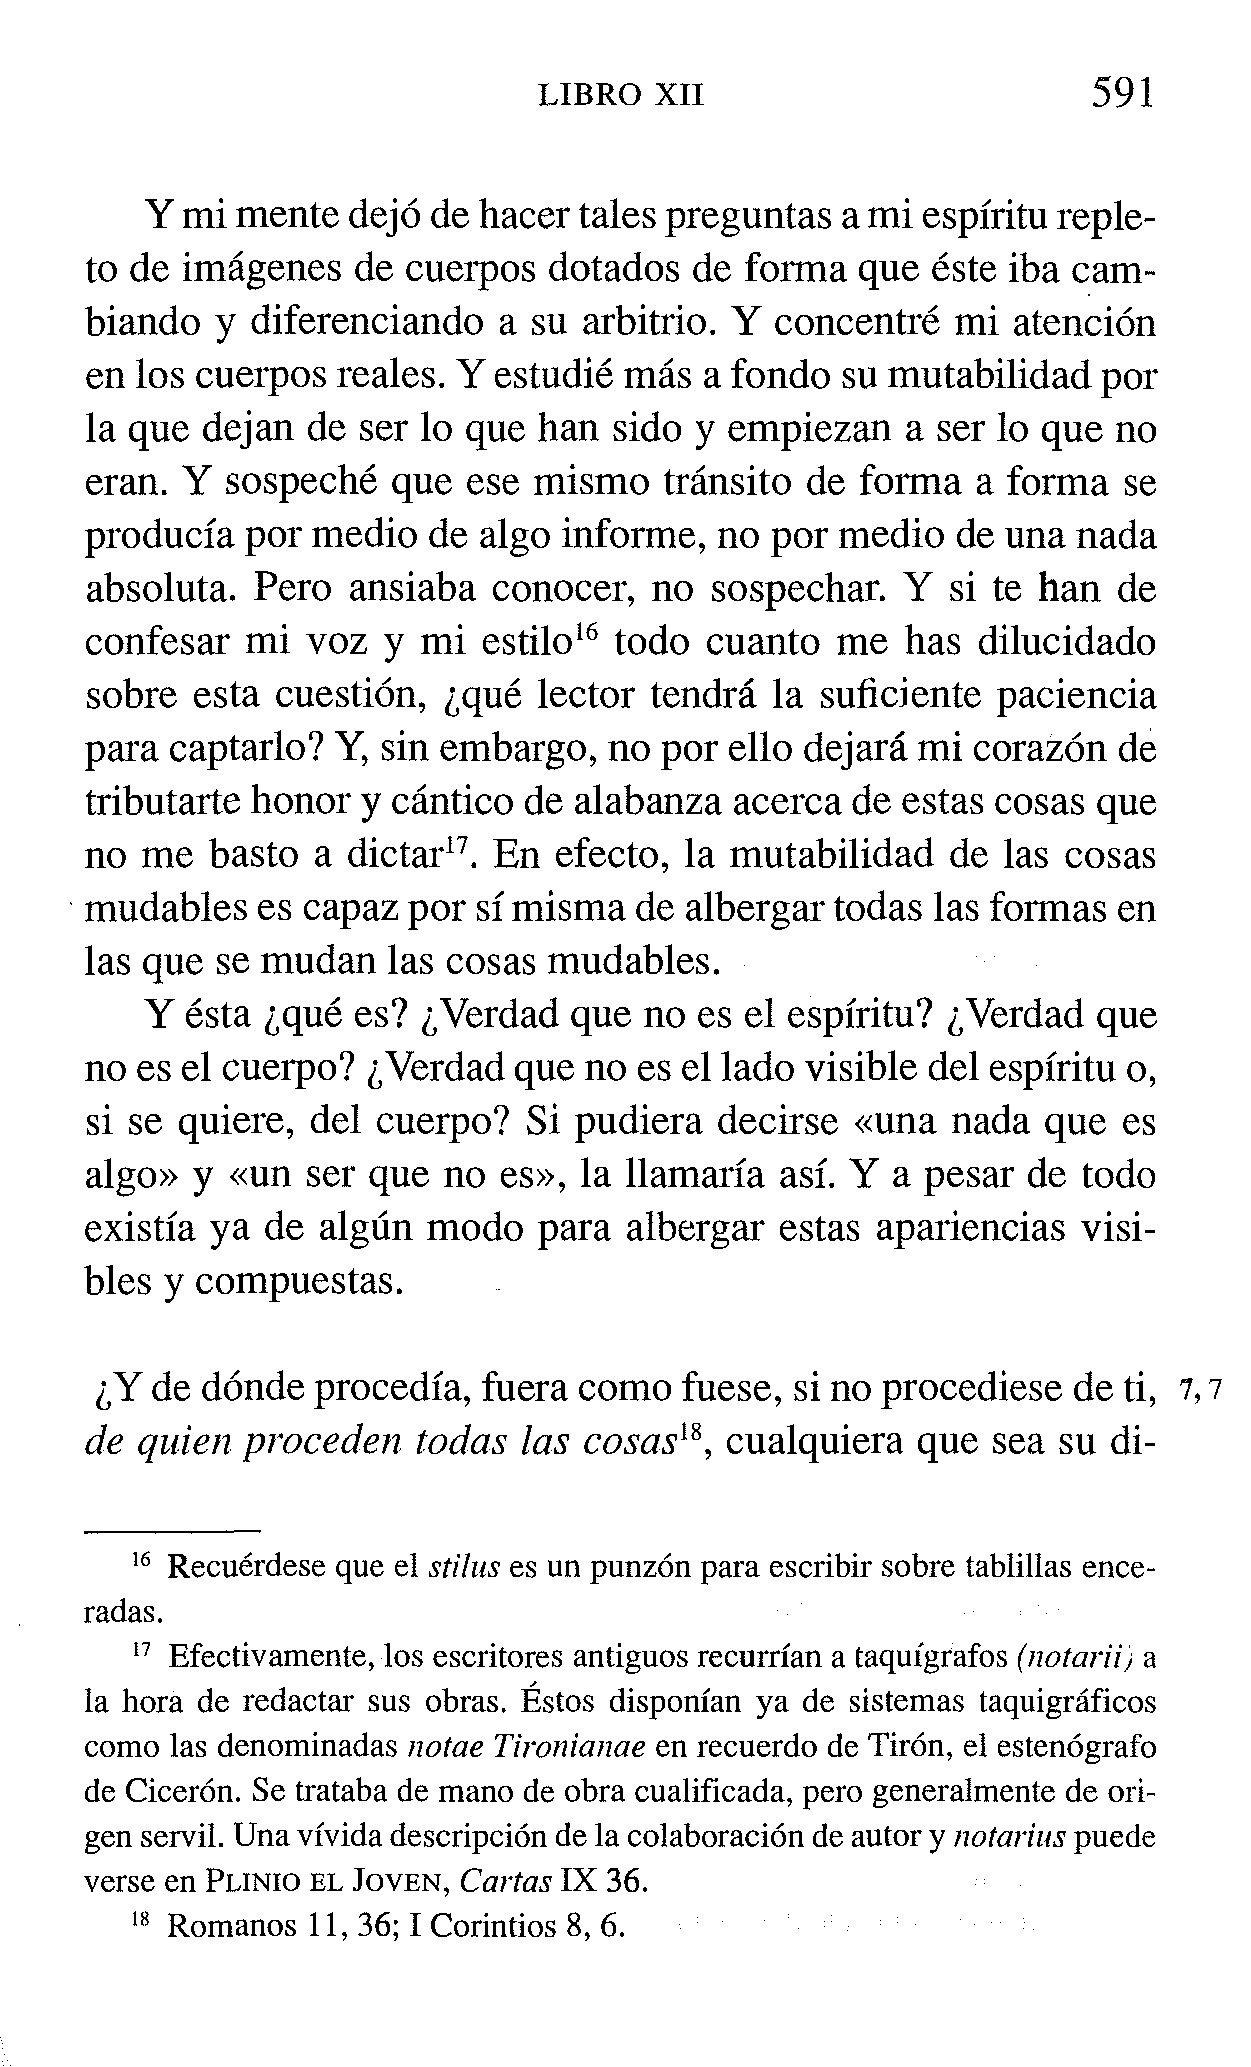 LIBRO XII 591
Y mi mente dejó de hacer tales preguntas a mi espíritu reple-
to de imágenes de cuerpos dotados de forma que éste iba cam-
biando y diferenciando a su arbitrio. Y concentré mi atención
en los cuerpos reales. Y estudié más a fondo su mutabilidad por
la que dejan de ser lo que han sido y empiezan a ser lo que no
eran. Y sospeché que ese mismo tránsito de forma a forma se
producía por medio de algo informe, no por medio de una nada
absoluta. Pero ansiaba conocer, no sospechar. Y si te han de
confesar mi voz y mi estilo¹⁶ todo cuanto me has dilucidado
sobre esta cuestión, ¿qué lector tendrá la suficiente paciencia
para captarlo? Y, sin embargo, no por ello dejará mi corazón de
tributarte honor y cántico de alabanza acerca de estas cosas que
no me basto a dictar¹⁷. En efecto, la mutabilidad de las cosas
mudables es capaz por sí misma de albergar todas las formas en
las que se mudan las cosas mudables.
Y ésta ¿qué es? ¿Verdad que no es el espíritu? ¿Verdad que
no es el cuerpo? ¿Verdad que no es el lado visible del espíritu o,
si se quiere, del cuerpo? Si pudiera decirse «una nada que es
algo» y «un ser que no es», la llamaría así. Y a pesar de todo
existía ya de algún modo para albergar estas apariencias visi-
bles y compuestas.
¿Y de dónde procedía, fuera como fuese, si no procediese de ti, 7, 7
de quien proceden todas las cosas¹⁸, cualquiera que sea su di-
¹⁶ Recuérdese que el stilus es un punzón para escribir sobre tablillas ence-
radas.
¹⁷ Efectivamente, los escritores antiguos recurrían a taquígrafos (notarii) a
la hora de redactar sus obras. Éstos disponían ya de sistemas taquigráficos
como las denominadas notae Tironianae en recuerdo de Tirón, el estenógrafo
de Cicerón. Se trataba de mano de obra cualificada, pero generalmente de ori-
gen servil. Una vívida descripción de la colaboración de autor y notarius puede
verse en PLINIO EL JOVEN, Cartas IX 36.
¹⁸ Romanos 11, 36; I Corintios 8, 6.